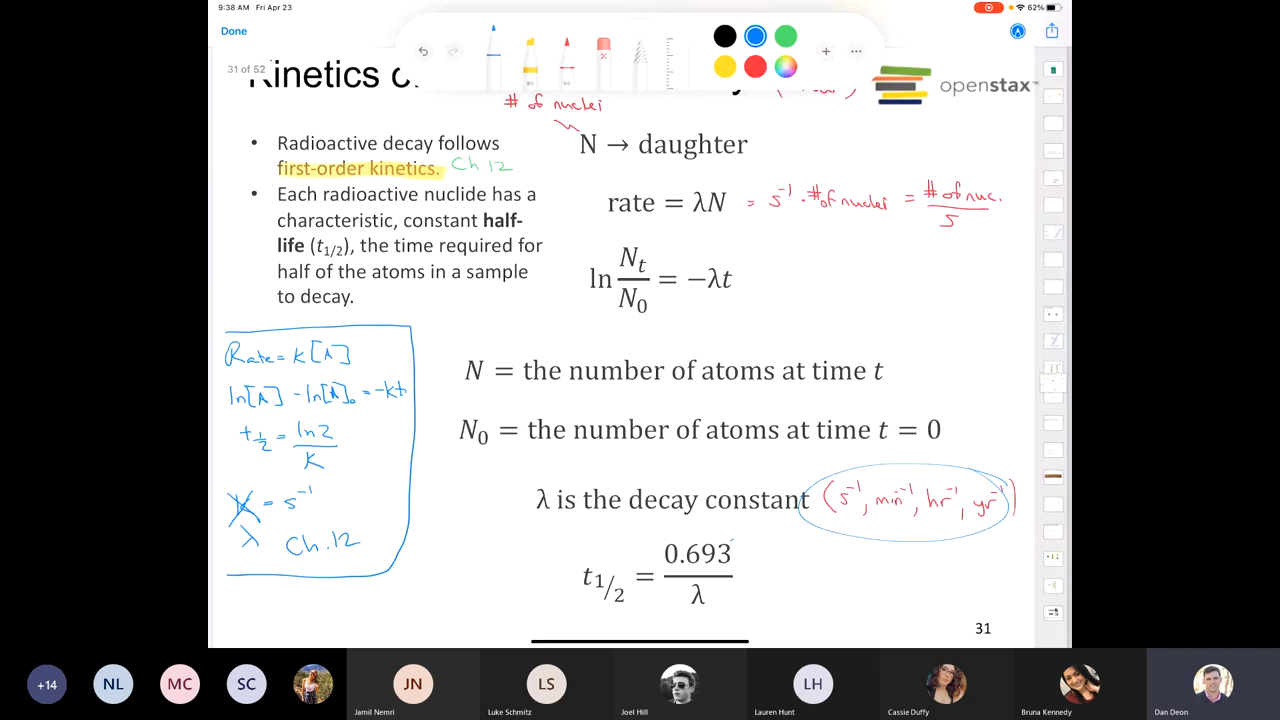 9:38 AM Fri Apr 23
62%
Done
31 of 52
Kinetics o
openstax
# of nuclei
• Radioactive decay follows
first-order kinetics. Ch 12
• Each radioactive nuclide has a
characteristic, constant half-
life (t1/2), the time required for
half of the atoms in a sample
to decay.
N → daughter
rate = λN = s⁻¹ · # of nuclei = # of nuc. / s
ln Nt/N0 = −λt
Rate = k[A]
ln[A] - ln[A]₀ = -kt
t½ = ln2/k
k = s⁻¹
λ Ch.12
N = the number of atoms at time t
N0 = the number of atoms at time t = 0
λ is the decay constant (s⁻¹, min⁻¹, hr⁻¹, yr⁻¹)
t1/2 = 0.693/λ
31
+14
NL
MC
SC
JN
LS
LH
Jamil Nemri
Luke Schmitz
Joel Hill
Lauren Hunt
Cassie Duffy
Bruna Kennedy
Dan Deon